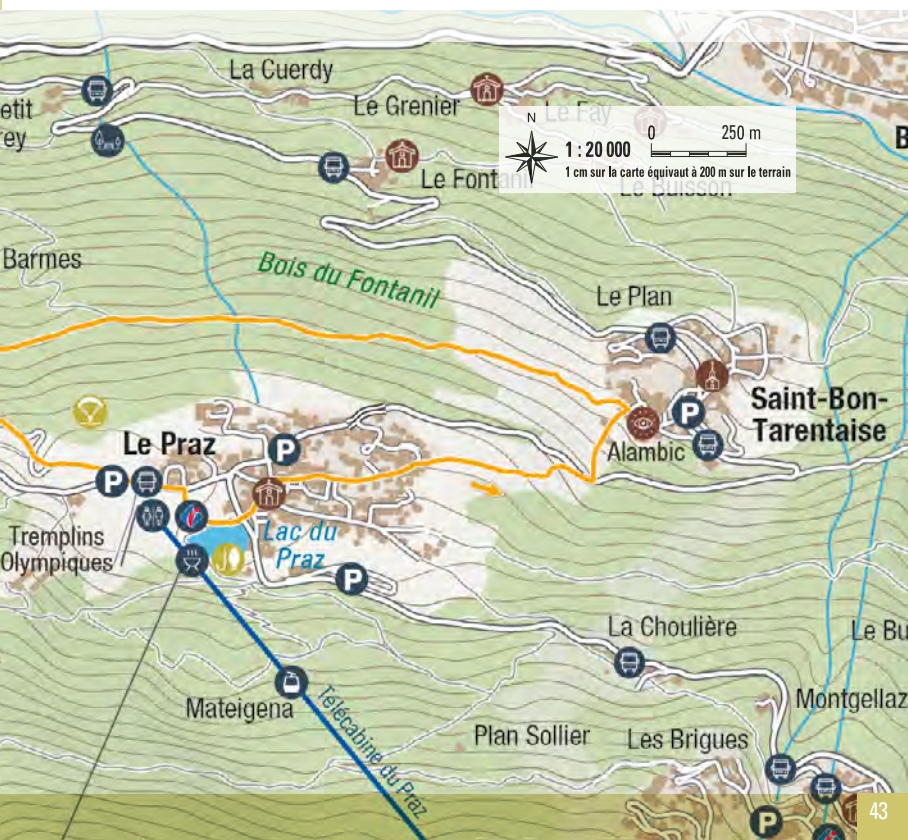 La Cuerdy
etit
rey
Le Grenier
Le Fay
N
1 : 20 000
0
250 m
1 cm sur la carte équivaut à 200 m sur le terrain
B
Le Fontanil
Le Buisson
Barmes
Bois du Fontanil
Le Plan
Saint-Bon-
Tarentaise
P
Alambic
Le Praz
P
P
Tremplins
Olympiques
Lac du
Praz
P
La Choulière
Le Bu
Mateigena
Télécabine du Praz
Montgellaz
Plan Sollier
Les Brigues
P
43